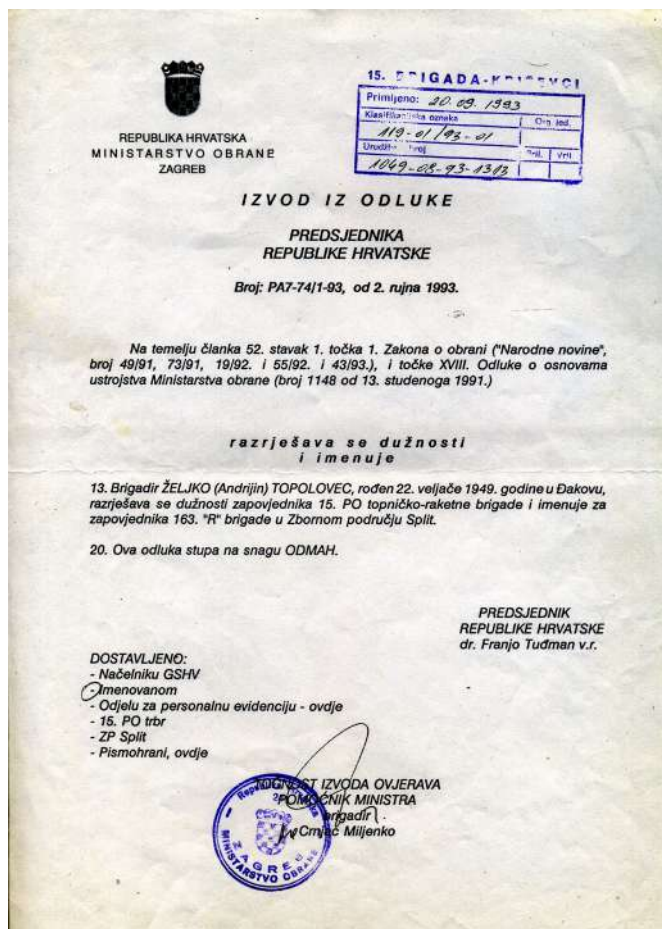 15. BRIGADA-KRIŽEVCI
Primljeno: 20. 09. 1993
Klasifikacijska oznaka Org. jed.
119-01/93-01
Urudžb. broj Pril. Vril
1049-08-93-1313
REPUBLIKA HRVATSKA
MINISTARSTVO OBRANE
ZAGREB
IZVOD IZ ODLUKE
PREDSJEDNIKA
REPUBLIKE HRVATSKE
Broj: PA7-74/1-93, od 2. rujna 1993.
Na temelju članka 52. stavak 1. točka 1. Zakona o obrani ("Narodne novine",
broj 49/91, 73/91, 19/92. i 55/92. i 43/93.), i točke XVIII. Odluke o osnovama
ustrojstva Ministarstva obrane (broj 1148 od 13. studenoga 1991.)
razrješava se dužnosti
i imenuje
13. Brigadir ŽELJKO (Andrijin) TOPOLOVEC, rođen 22. veljače 1949. godine u Đakovu,
razrješava se dužnosti zapovjednika 15. PO topničko-raketne brigade i imenuje za
zapovjednika 163. "R" brigade u Zbornom području Split.
20. Ova odluka stupa na snagu ODMAH.
PREDSJEDNIK
REPUBLIKE HRVATSKE
dr. Franjo Tuđman v.r.
DOSTAVLJENO:
- Načelniku GSHV
- Imenovanom
- Odjelu za personalnu evidenciju - ovdje
- 15. PO trbr
- ZP Split
- Pismohrani, ovdje
TOČNOST IZVODA OVJERAVA
POMOĆNIK MINISTRA
brigadir
Crnjac Miljenko
Republika Hrvatska
2
MINISTARSTVO OBRANE
ZAGREB